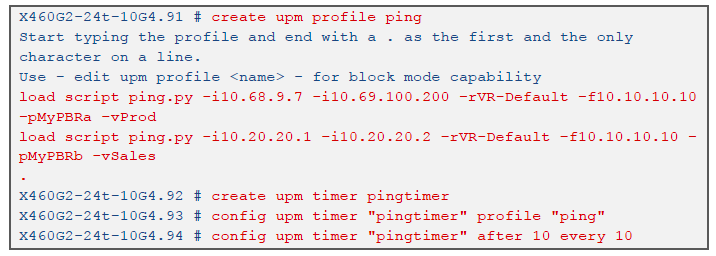 X460G2-24t-10G4.91 # create upm profile ping
Start typing the profile and end with a . as the first and the only
character on a line.
Use - edit upm profile <name> - for block mode capability
load script ping.py -i10.68.9.7 -i10.69.100.200 -rVR-Default -f10.10.10.10
-pMyPBRa -vProd
load script ping.py -i10.20.20.1 -i10.20.20.2 -rVR-Default -f10.10.10.10 -
pMyPBRb -vSales
.
X460G2-24t-10G4.92 # create upm timer pingtimer
X460G2-24t-10G4.93 # config upm timer "pingtimer" profile "ping"
X460G2-24t-10G4.94 # config upm timer "pingtimer" after 10 every 10